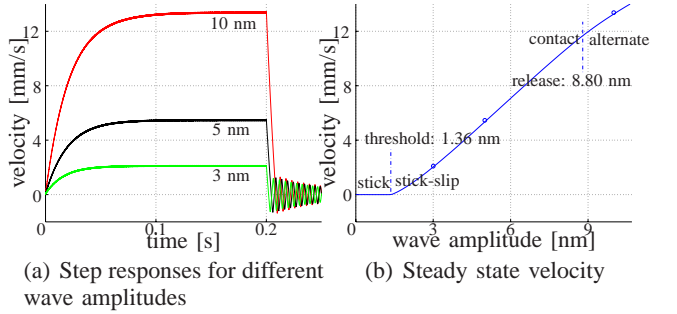 velocity [mm/s]
12
8
4
0
10 nm
5 nm
3 nm
0
0.1
0.2
time [s]
(a) Step responses for different
wave amplitudes
velocity [mm/s]
12
8
4
0
contact
alternate
release: 8.80 nm
threshold: 1.36 nm
stick
stick-slip
0
3
6
9
wave amplitude [nm]
(b) Steady state velocity